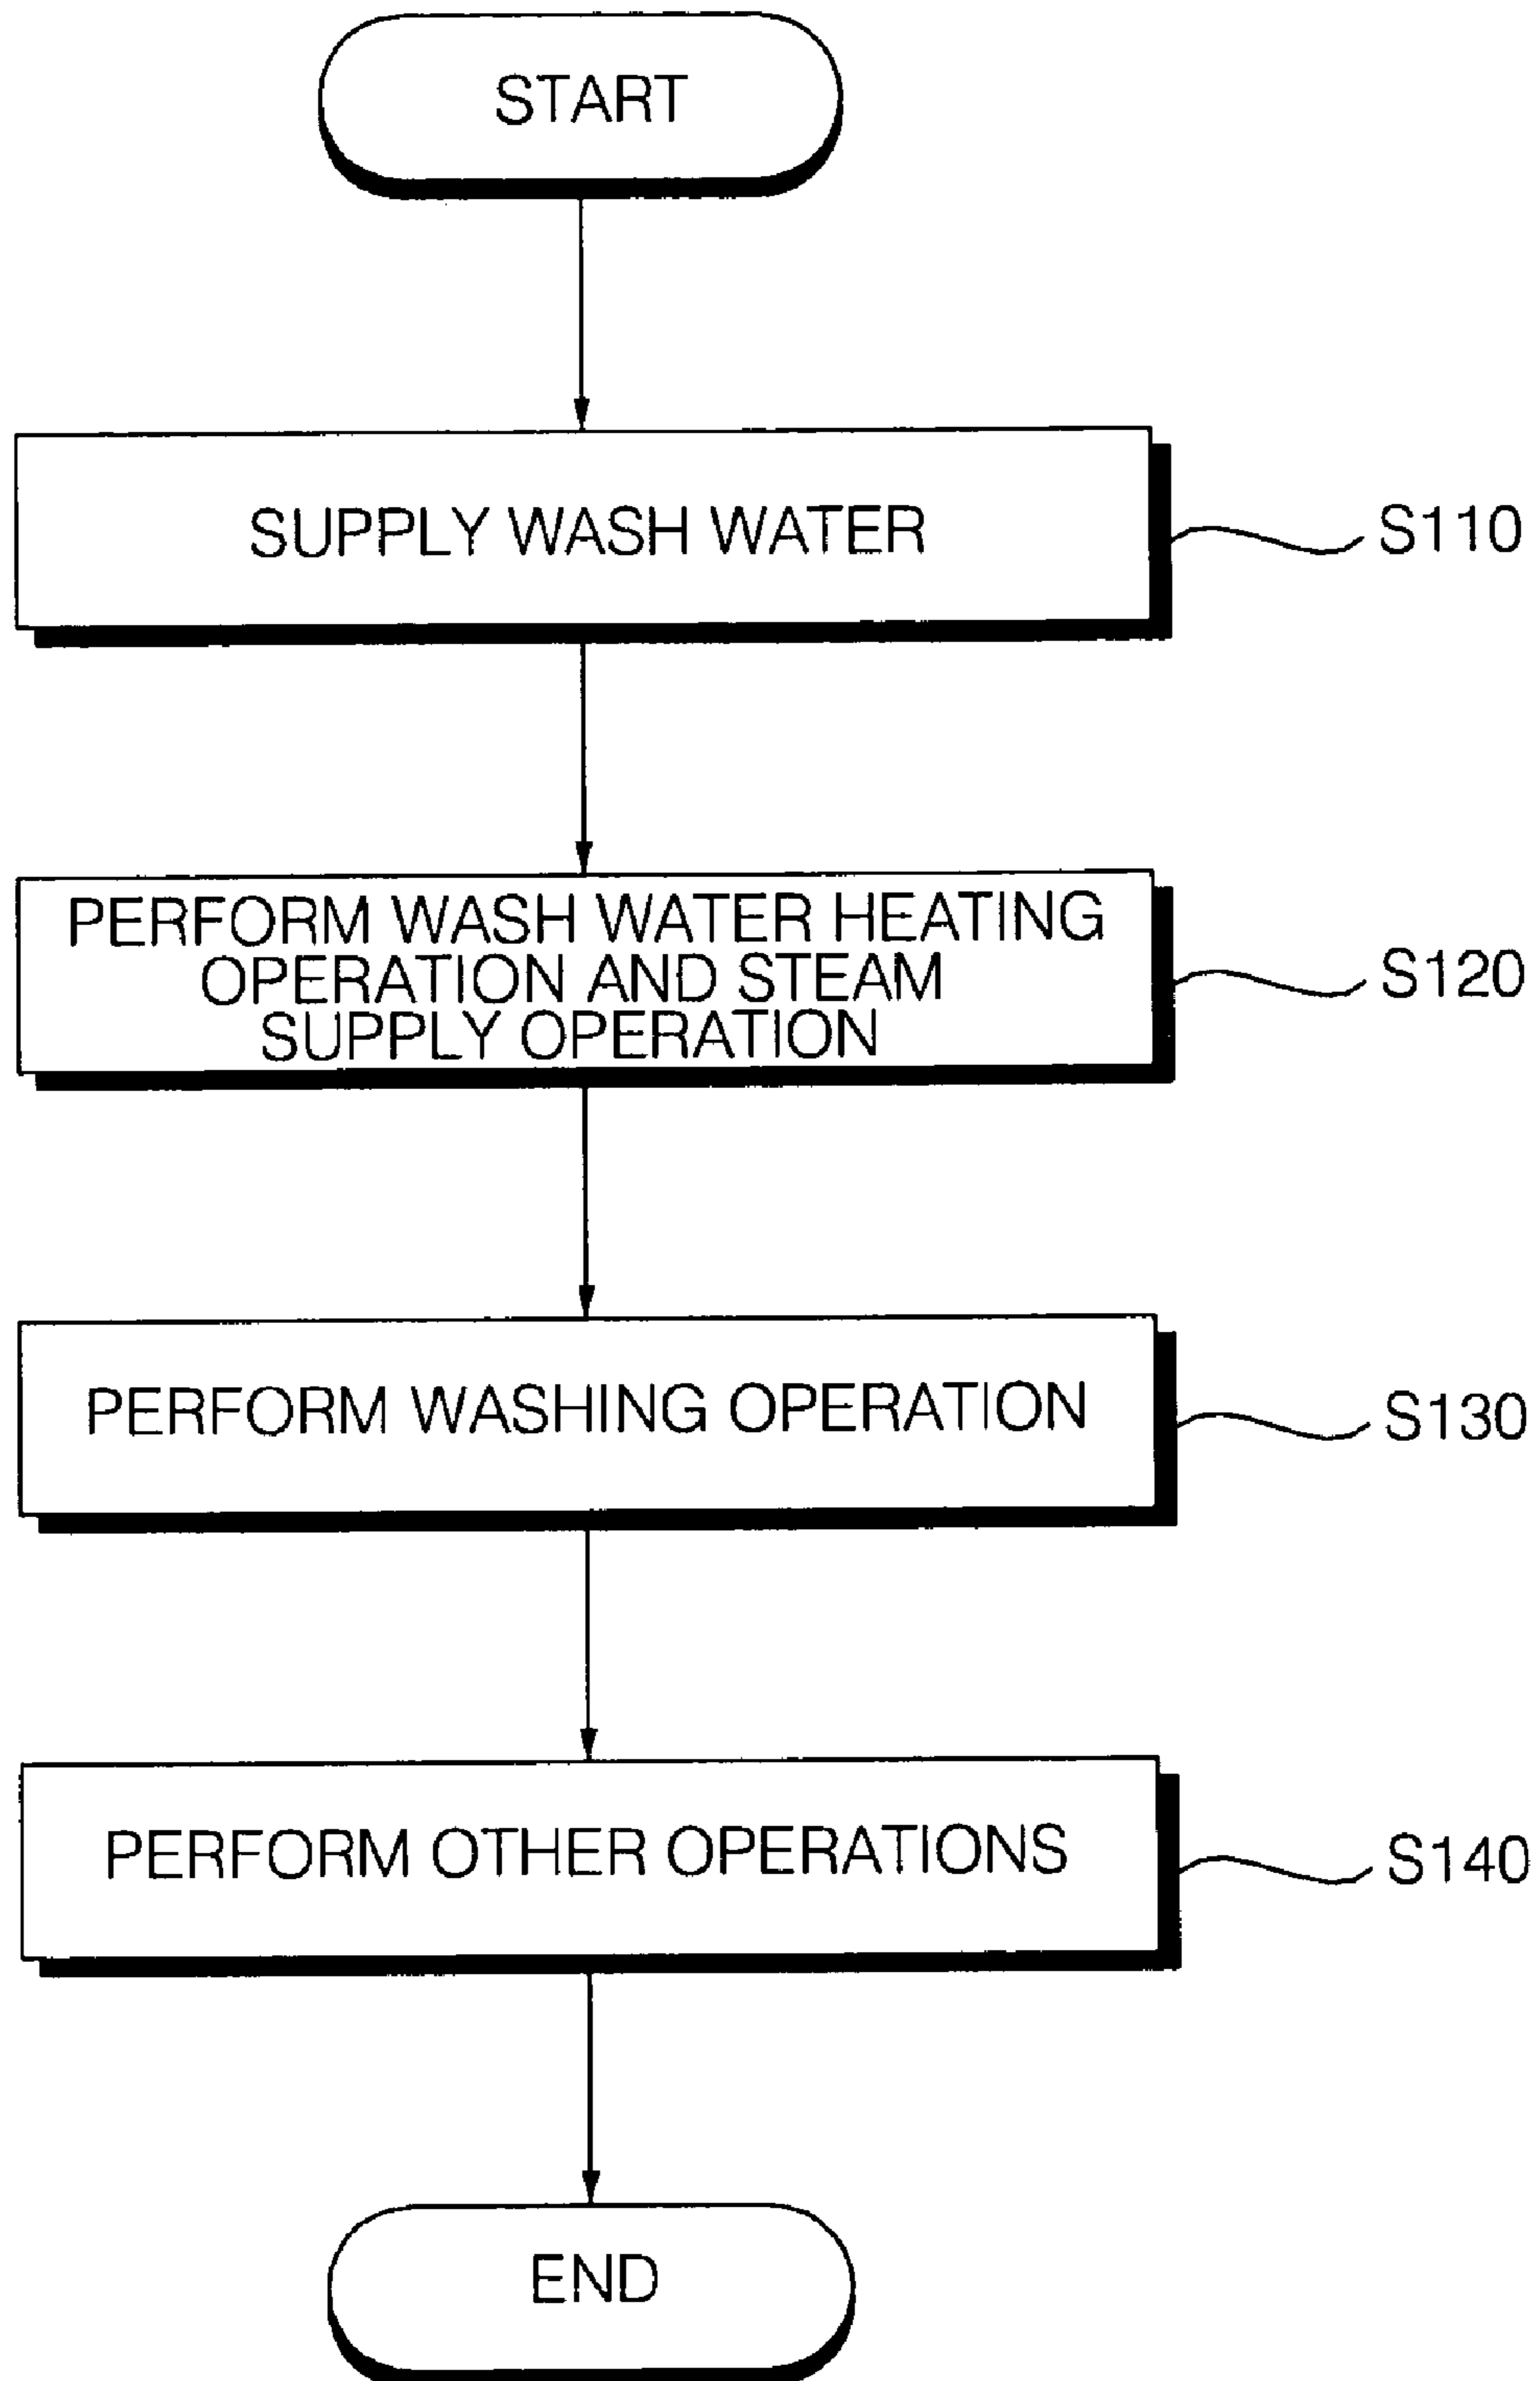 START
SUPPLY WASH WATER
S110
PERFORM WASH WATER HEATING
OPERATION AND STEAM
SUPPLY OPERATION
S120
PERFORM WASHING OPERATION
S130
PERFORM OTHER OPERATIONS
S140
END